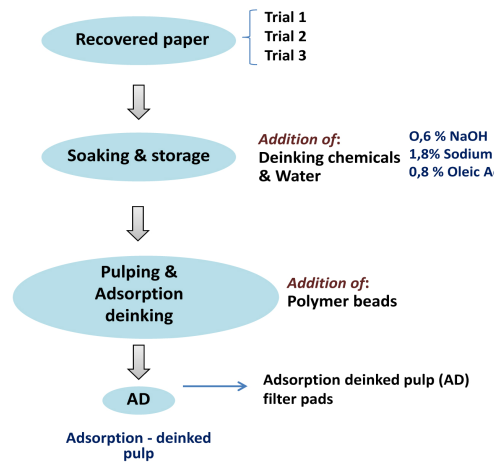 Recovered paper
Trial 1
Trial 2
Trial 3
Soaking & storage
Addition of:
Deinking chemicals
& Water
O,6 % NaOH
1,8% Sodium
0,8 % Oleic A
Pulping &
Adsorption
deinking
Addition of:
Polymer beads
AD
Adsorption deinked pulp (AD)
filter pads
Adsorption - deinked
pulp